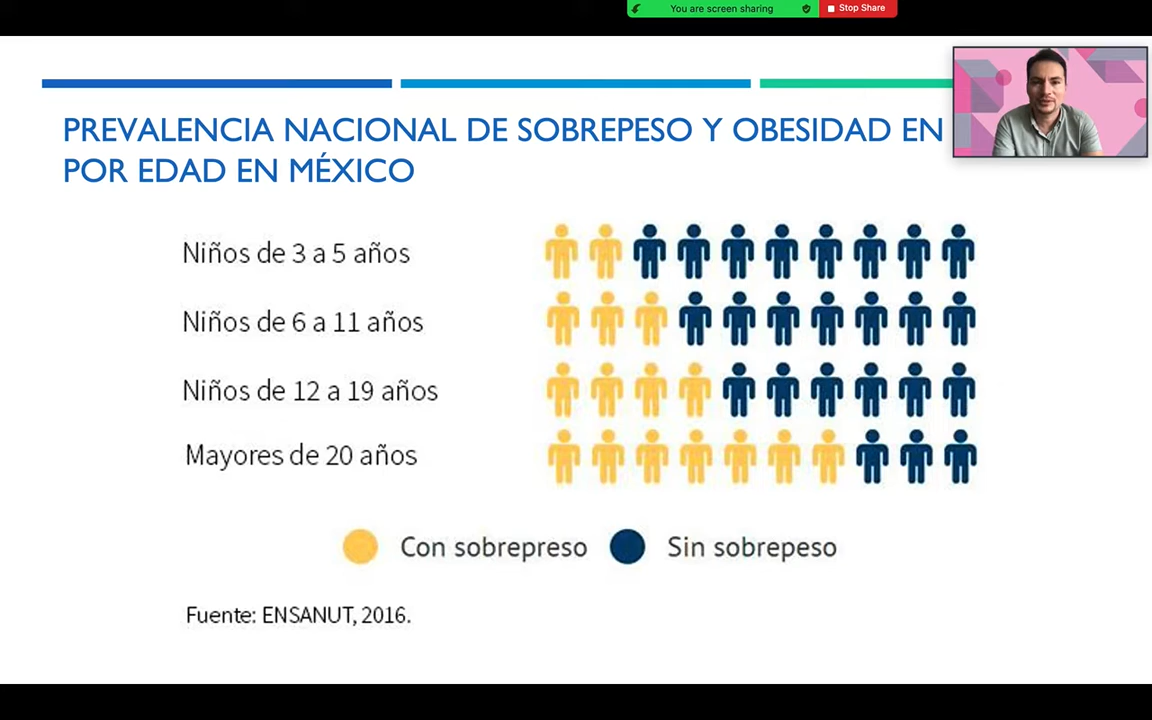 You are screen sharing
Stop Share
PREVALENCIA NACIONAL DE SOBREPESO Y OBESIDAD EN
POR EDAD EN MÉXICO
Niños de 3 a 5 años
Niños de 6 a 11 años
Niños de 12 a 19 años
Mayores de 20 años
Con sobrepreso
Sin sobrepeso
Fuente: ENSANUT, 2016.